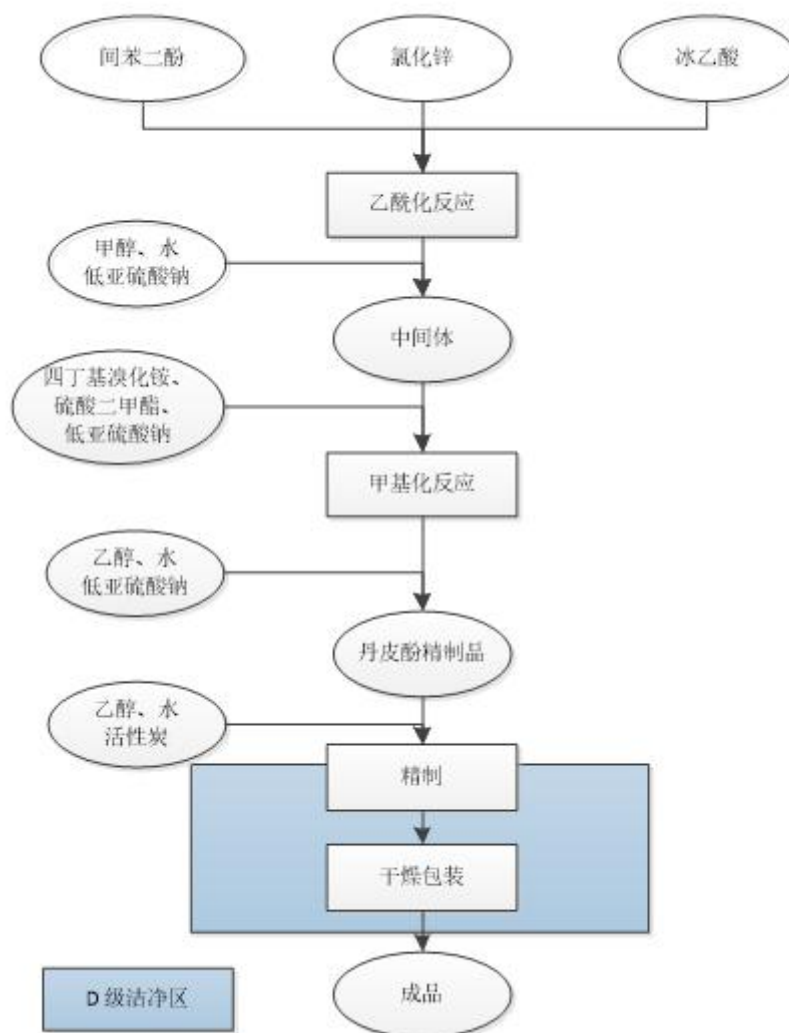 间苯二酚
氯化锌
冰乙酸
乙酰化反应
甲醇、水
低亚硫酸钠
中间体
四丁基溴化铵、
硫酸二甲酯、
低亚硫酸钠
甲基化反应
乙醇、水
低亚硫酸钠
丹皮酚精制品
乙醇、水
活性炭
精制
干燥包装
D 级洁净区
成品